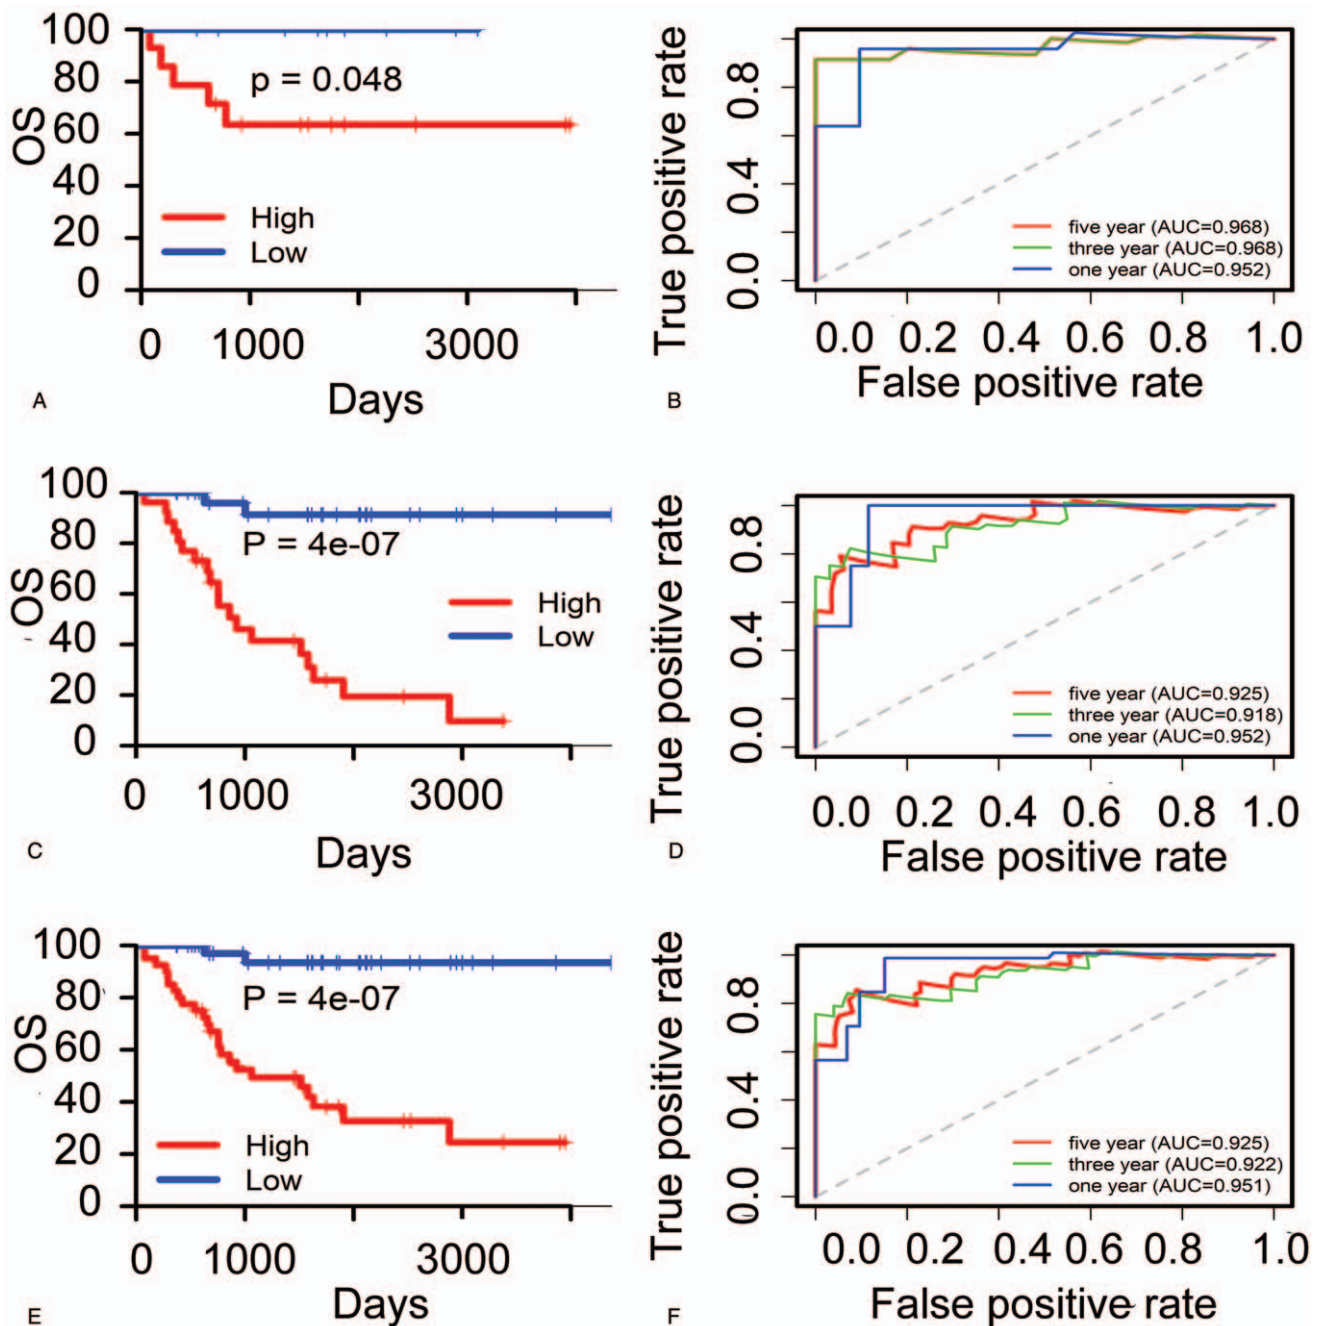 100
80
60
40
20
0
OS
p = 0.048
High
Low
0 1000 3000
Days
A
True positive rate
0.8
0.4
0.0
five year (AUC=0.968)
three year (AUC=0.968)
one year (AUC=0.952)
0.0 0.2 0.4 0.6 0.8 1.0
False positive rate
B
100
80
60
40
20
0
OS
P = 4e-07
High
Low
0 1000 3000
Days
C
True positive rate
0.8
0.4
0.0
five year (AUC=0.925)
three year (AUC=0.918)
one year (AUC=0.952)
0.0 0.2 0.4 0.6 0.8 1.0
False positive rate
D
100
80
60
40
20
0
OS
P = 4e-07
High
Low
0 1000 3000
Days
E
True positive rate
0.8
0.4
0.0
five year (AUC=0.925)
three year (AUC=0.922)
one year (AUC=0.951)
0.0 0.2 0.4 0.6 0.8 1.0
False positive rate
F